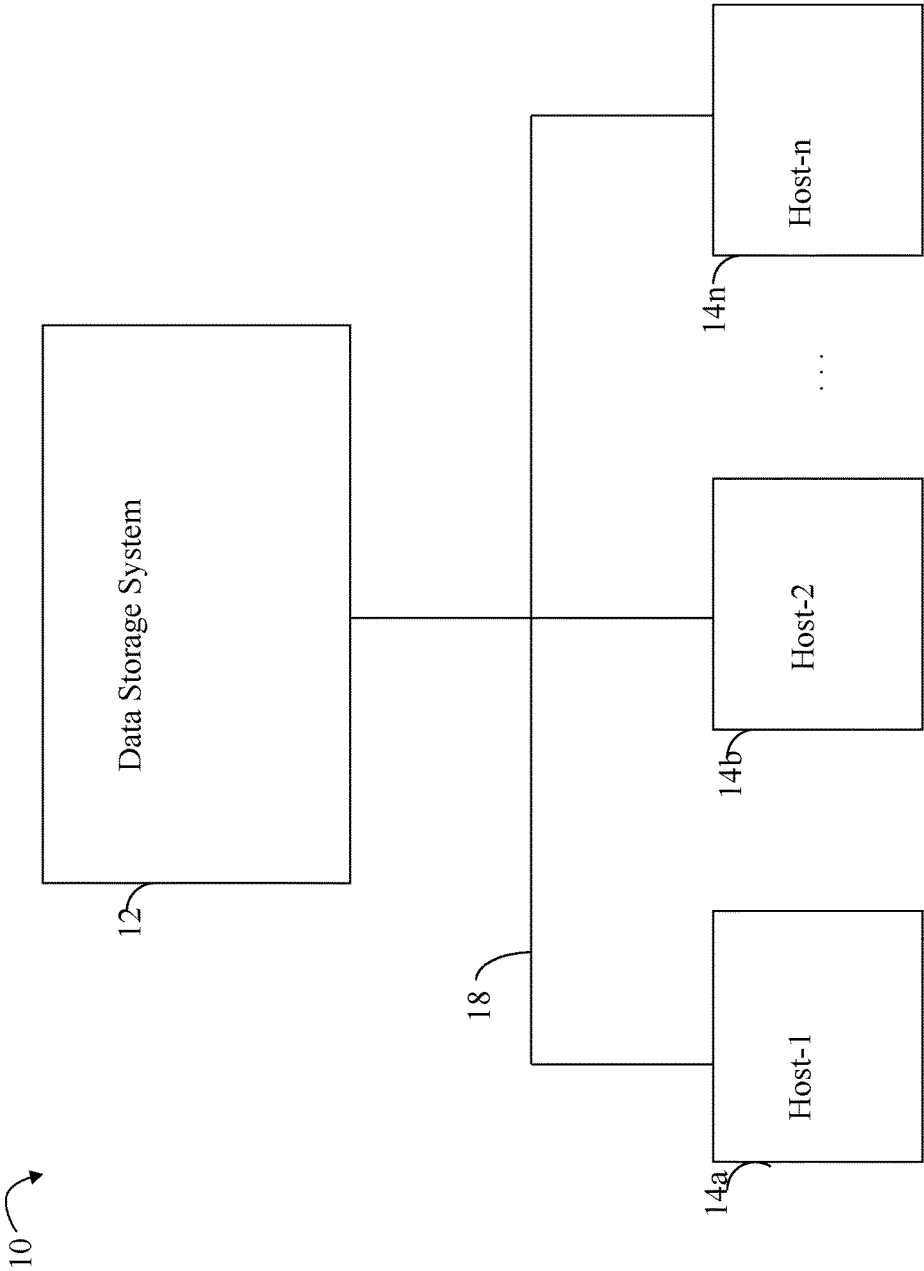 10
12
Data Storage System
18
14a
Host-1
14b
Host-2
. . .
14n
Host-n